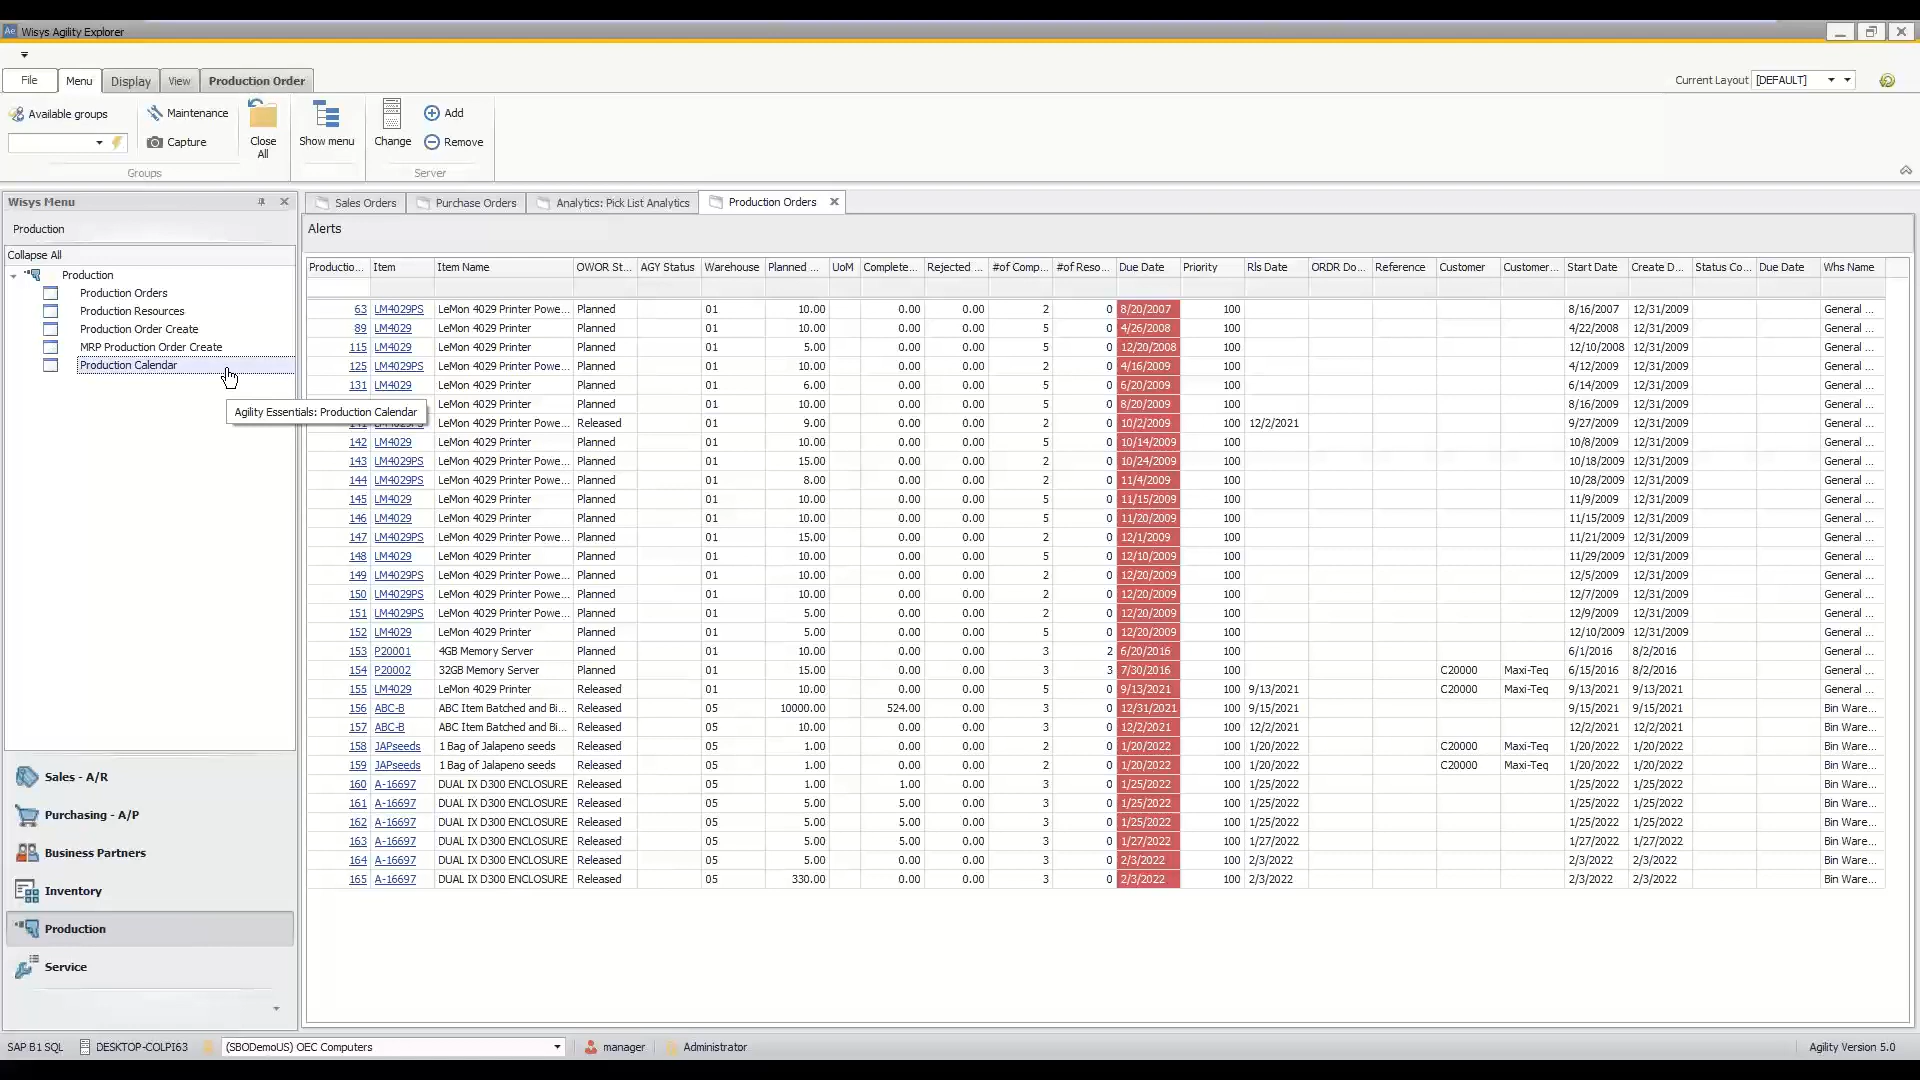 Wisys Agility Explorer
File Menu Display View Production Order Current Layout [DEFAULT]
Available groups Maintenance Capture Close All Show menu Change Add Remove
Groups Server
Wisys Menu
Production
Collapse All
Production
Production Orders
Production Resources
Production Order Create
MRP Production Order Create
Production Calendar
Agility Essentials: Production Calendar
Sales - A/R
Purchasing - A/P
Business Partners
Inventory
Production
Service
Sales Orders Purchase Orders Analytics: Pick List Analytics Production Orders
Alerts
Productio... Item Item Name OWOR St... AGY Status Warehouse Planned ... UoM Complete... Rejected ... #of Comp... #of Reso... Due Date Priority Rls Date ORDR Do... Reference Customer Customer... Start Date Create D... Status Co... Due Date Whs Name
63 LM4029PS LeMon 4029 Printer Powe... Planned 01 10.00 0.00 0.00 2 0 8/20/2007 100 8/16/2007 12/31/2009 General ...
89 LM4029 LeMon 4029 Printer Planned 01 10.00 0.00 0.00 5 0 4/26/2008 100 4/22/2008 12/31/2009 General ...
115 LM4029 LeMon 4029 Printer Planned 01 5.00 0.00 0.00 5 0 12/20/2008 100 12/10/2008 12/31/2009 General ...
125 LM4029PS LeMon 4029 Printer Powe... Planned 01 10.00 0.00 0.00 2 0 4/16/2009 100 4/12/2009 12/31/2009 General ...
131 LM4029 LeMon 4029 Printer Planned 01 6.00 0.00 0.00 5 0 6/20/2009 100 6/14/2009 12/31/2009 General ...
LeMon 4029 Printer Planned 01 10.00 0.00 0.00 5 0 8/20/2009 100 8/16/2009 12/31/2009 General ...
LeMon 4029 Printer Powe... Released 01 9.00 0.00 0.00 2 0 10/2/2009 100 12/2/2021 9/27/2009 12/31/2009 General ...
142 LM4029 LeMon 4029 Printer Planned 01 10.00 0.00 0.00 5 0 10/14/2009 100 10/8/2009 12/31/2009 General ...
143 LM4029PS LeMon 4029 Printer Powe... Planned 01 15.00 0.00 0.00 2 0 10/24/2009 100 10/18/2009 12/31/2009 General ...
144 LM4029PS LeMon 4029 Printer Powe... Planned 01 8.00 0.00 0.00 2 0 11/4/2009 100 10/28/2009 12/31/2009 General ...
145 LM4029 LeMon 4029 Printer Planned 01 10.00 0.00 0.00 5 0 11/15/2009 100 11/9/2009 12/31/2009 General ...
146 LM4029 LeMon 4029 Printer Planned 01 10.00 0.00 0.00 5 0 11/20/2009 100 11/15/2009 12/31/2009 General ...
147 LM4029PS LeMon 4029 Printer Powe... Planned 01 15.00 0.00 0.00 2 0 12/1/2009 100 11/21/2009 12/31/2009 General ...
148 LM4029 LeMon 4029 Printer Planned 01 10.00 0.00 0.00 5 0 12/10/2009 100 11/29/2009 12/31/2009 General ...
149 LM4029PS LeMon 4029 Printer Powe... Planned 01 10.00 0.00 0.00 2 0 12/20/2009 100 12/5/2009 12/31/2009 General ...
150 LM4029PS LeMon 4029 Printer Powe... Planned 01 10.00 0.00 0.00 2 0 12/20/2009 100 12/7/2009 12/31/2009 General ...
151 LM4029PS LeMon 4029 Printer Powe... Planned 01 5.00 0.00 0.00 2 0 12/20/2009 100 12/9/2009 12/31/2009 General ...
152 LM4029 LeMon 4029 Printer Planned 01 5.00 0.00 0.00 5 0 12/20/2009 100 12/10/2009 12/31/2009 General ...
153 P20001 4GB Memory Server Planned 01 10.00 0.00 0.00 3 2 6/20/2016 100 6/1/2016 8/2/2016 General ...
154 P20002 32GB Memory Server Planned 01 15.00 0.00 0.00 3 3 7/30/2016 100 C20000 Maxi-Teq 6/15/2016 8/2/2016 General ...
155 LM4029 LeMon 4029 Printer Released 01 10.00 0.00 0.00 5 0 9/13/2021 100 9/13/2021 C20000 Maxi-Teq 9/13/2021 9/13/2021 General ...
156 ABC-B ABC Item Batched and Bi... Released 05 10000.00 524.00 0.00 3 0 12/31/2021 100 9/15/2021 9/15/2021 9/15/2021 Bin Ware...
157 ABC-B ABC Item Batched and Bi... Released 05 10.00 0.00 0.00 3 0 12/2/2021 100 12/2/2021 12/2/2021 12/2/2021 Bin Ware...
158 JAPseeds 1 Bag of Jalapeno seeds Released 05 1.00 0.00 0.00 2 0 1/20/2022 100 1/20/2022 C20000 Maxi-Teq 1/20/2022 1/20/2022 Bin Ware...
159 JAPseeds 1 Bag of Jalapeno seeds Released 05 1.00 0.00 0.00 2 0 1/20/2022 100 1/20/2022 C20000 Maxi-Teq 1/20/2022 1/20/2022 Bin Ware...
160 A-16697 DUAL IX D300 ENCLOSURE Released 05 1.00 1.00 0.00 3 0 1/25/2022 100 1/25/2022 1/25/2022 1/25/2022 Bin Ware...
161 A-16697 DUAL IX D300 ENCLOSURE Released 05 5.00 5.00 0.00 3 0 1/25/2022 100 1/25/2022 1/25/2022 1/25/2022 Bin Ware...
162 A-16697 DUAL IX D300 ENCLOSURE Released 05 5.00 5.00 0.00 3 0 1/25/2022 100 1/25/2022 1/25/2022 1/25/2022 Bin Ware...
163 A-16697 DUAL IX D300 ENCLOSURE Released 05 5.00 5.00 0.00 3 0 1/27/2022 100 1/27/2022 1/27/2022 1/27/2022 Bin Ware...
164 A-16697 DUAL IX D300 ENCLOSURE Released 05 5.00 0.00 0.00 3 0 2/3/2022 100 2/3/2022 2/3/2022 2/3/2022 Bin Ware...
165 A-16697 DUAL IX D300 ENCLOSURE Released 05 330.00 0.00 0.00 3 0 2/3/2022 100 2/3/2022 2/3/2022 2/3/2022 Bin Ware...
SAP B1 SQL DESKTOP-COLPI63 (SBODemoUS) OEC Computers manager Administrator Agility Version 5.0